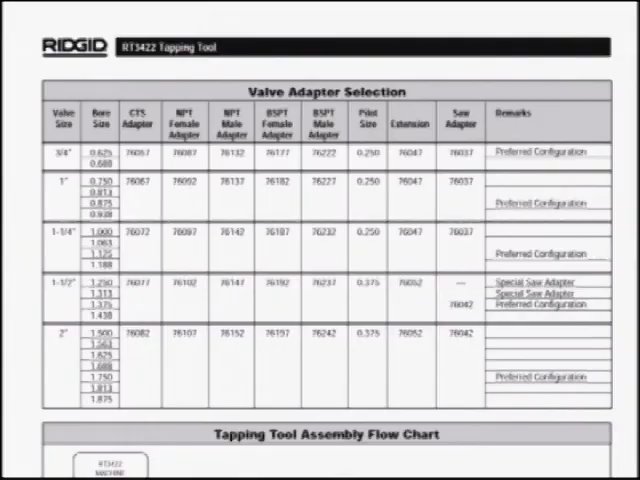 RIDGID RT3422 Tapping Tool
Valve Adapter Selection
Valve Size Bore Size CTS Adapter NPT Female Adapter NPT Male Adapter BSPT Female Adapter BSPT Male Adapter Pilot Size Extension Saw Adapter Remarks
3/4" 0.625 76057 76087 76132 76177 76222 0.250 76047 76037 Preferred Configuration
0.688
1" 0.750 76067 76092 76137 76182 76227 0.250 76047 76037
0.813
0.875 Preferred Configuration
0.938
1-1/4" 1.000 76072 76097 76142 76187 76232 0.250 76047 76037
1.063
1.125 Preferred Configuration
1.188
1-1/2" 1.250 76077 76102 76147 76192 76237 0.375 76052 — Special Saw Adapter
1.313 Special Saw Adapter
1.375 76042 Preferred Configuration
1.438
2" 1.500 76082 76107 76152 76197 76242 0.375 76052 76042
1.563
1.625
1.688
1.750 Preferred Configuration
1.813
1.875
Tapping Tool Assembly Flow Chart
RT3422
MACHINE